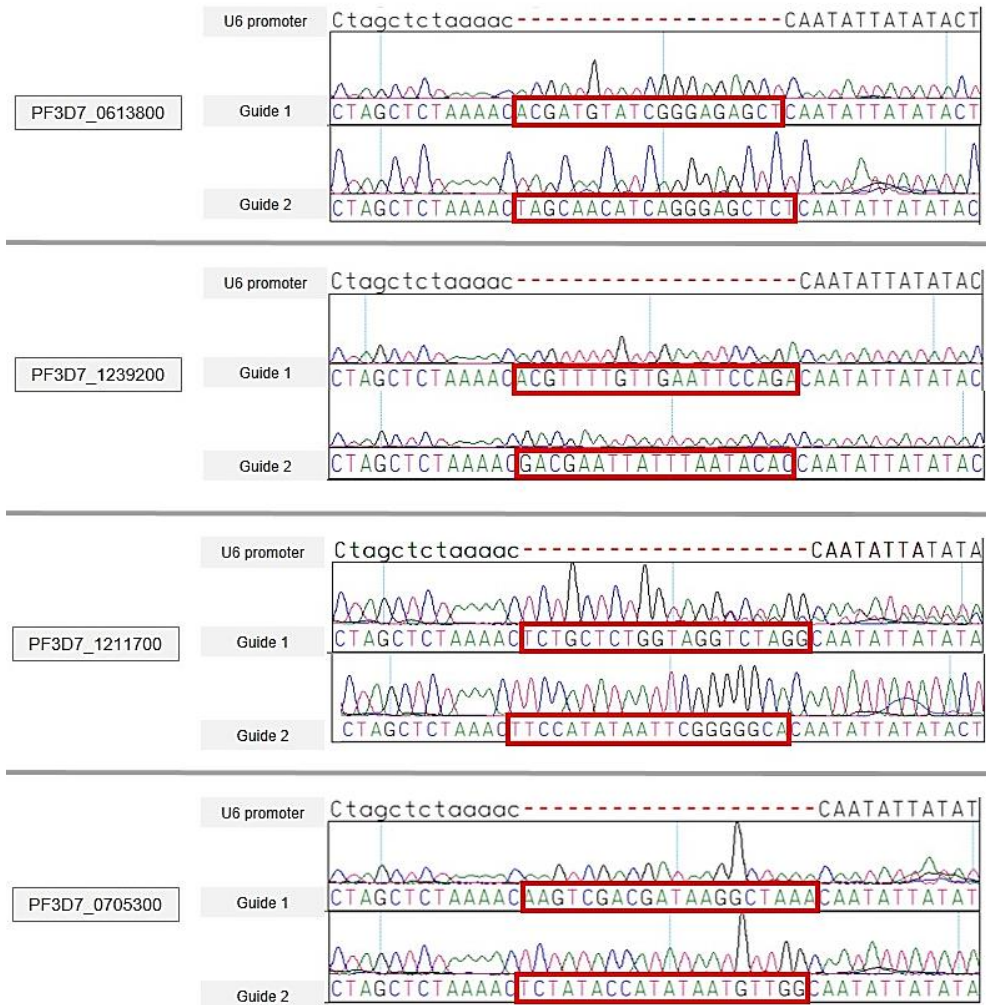 U6 promoter Ctagctctaaaac-------------------CAATATTATATACT
PF3D7_0613800
Guide 1 CTAGCTCTAAAACACGATGTATCGGGAGAGCTCAATATTATATACT
Guide 2 CTAGCTCTAAAACTAGCAACATCAGGGAGCTCTCAATATTATATAC
U6 promoter Ctagctctaaaac--------------------CAATATTATATAC
PF3D7_1239200
Guide 1 CTAGCTCTAAAACACGTTTTGTTGAATTCCAGACAATATTATATAC
Guide 2 CTAGCTCTAAAACGACGAATTATTTAATACACCAATATTATATAC
U6 promoter Ctagctctaaaac--------------------CAATATTATATA
PF3D7_1211700
Guide 1 CTAGCTCTAAAACTCTGCTCTGGTAGGTCTAGGCAATATTATATA
Guide 2 CTAGCTCTAAACTTCCATATAATTCGGGGGCACAATATTATATACT
U6 promoter Ctagctctaaaac--------------------CAATATTATAT
PF3D7_0705300
Guide 1 CTAGCTCTAAAACAAGTCGACGATAAGGCTAAACAATATTATAT
Guide 2 CTAGCTCTAAAACTCTATACCATATAATGTTGGCAATATTATAT